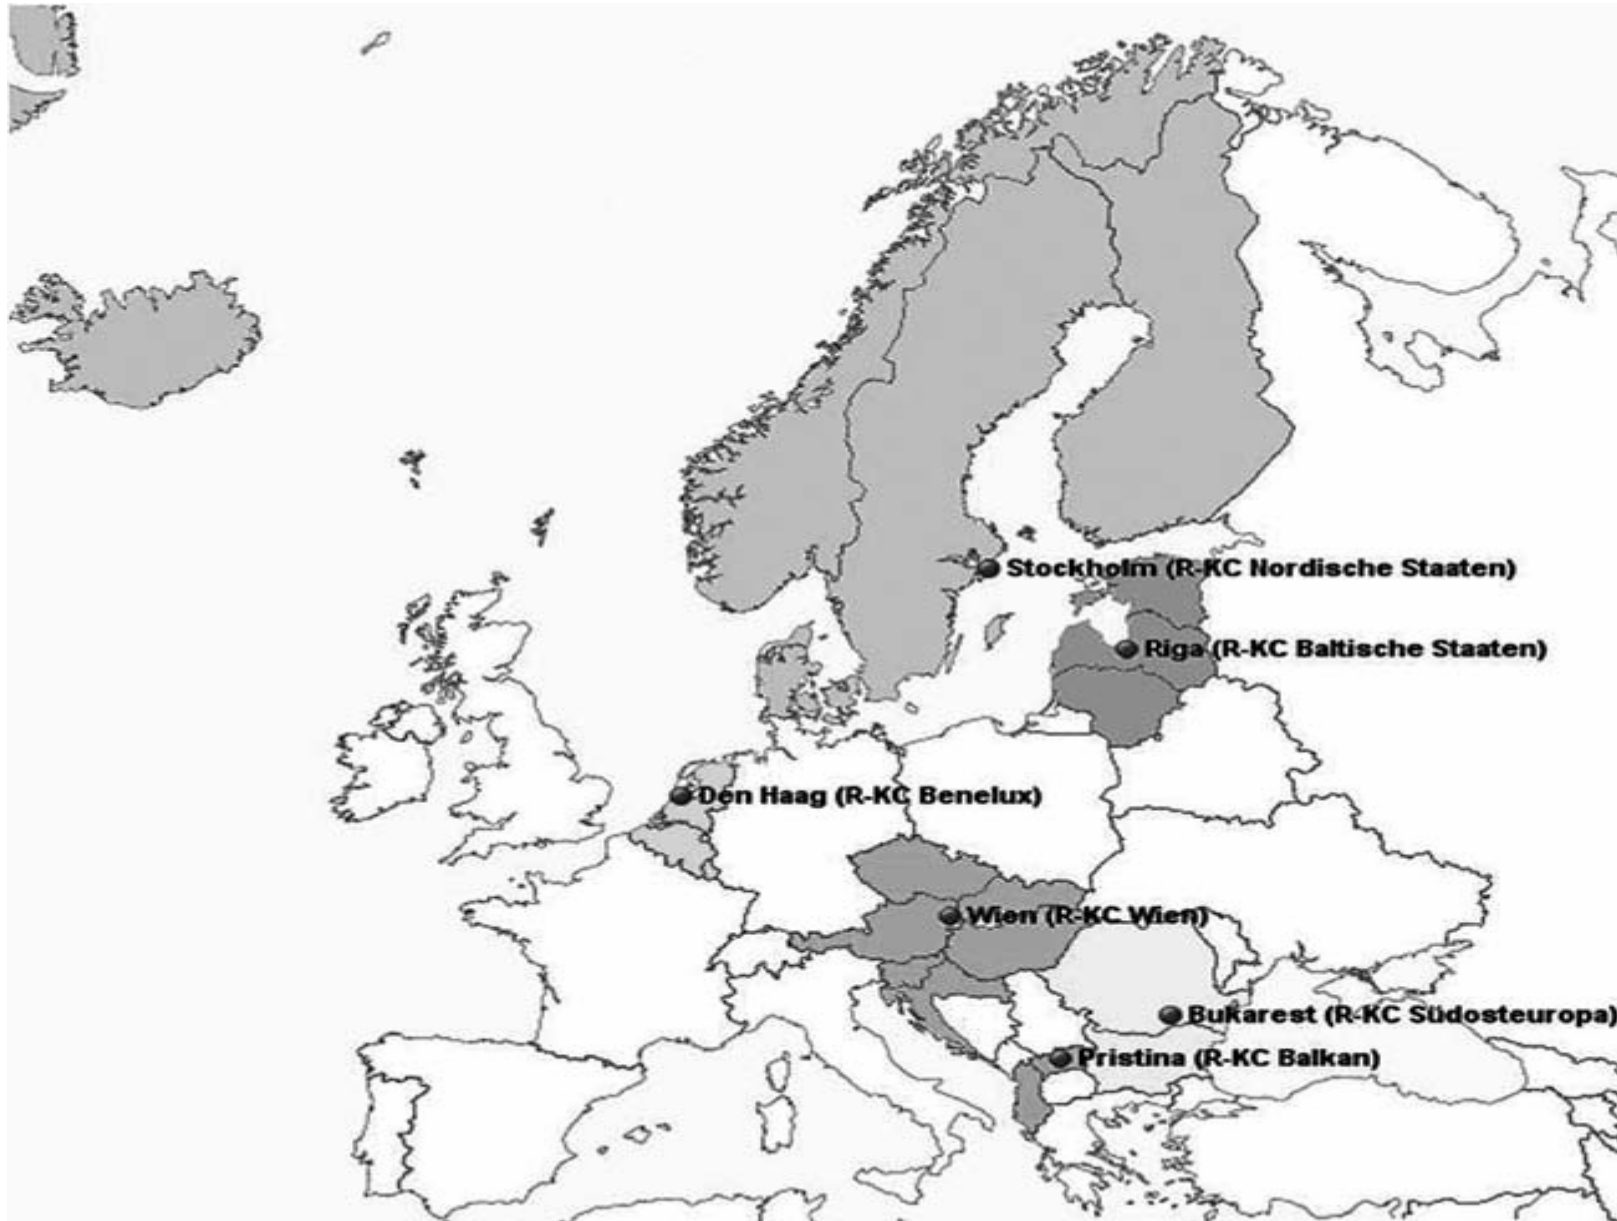 Stockholm (R-KC Nordische Staaten)
Riga (R-KC Baltische Staaten)
Den Haag (R-KC Benelux)
Wien (R-KC Wien)
Bukarest (R-KC Südosteuropa)
Pristina (R-KC Balkan)